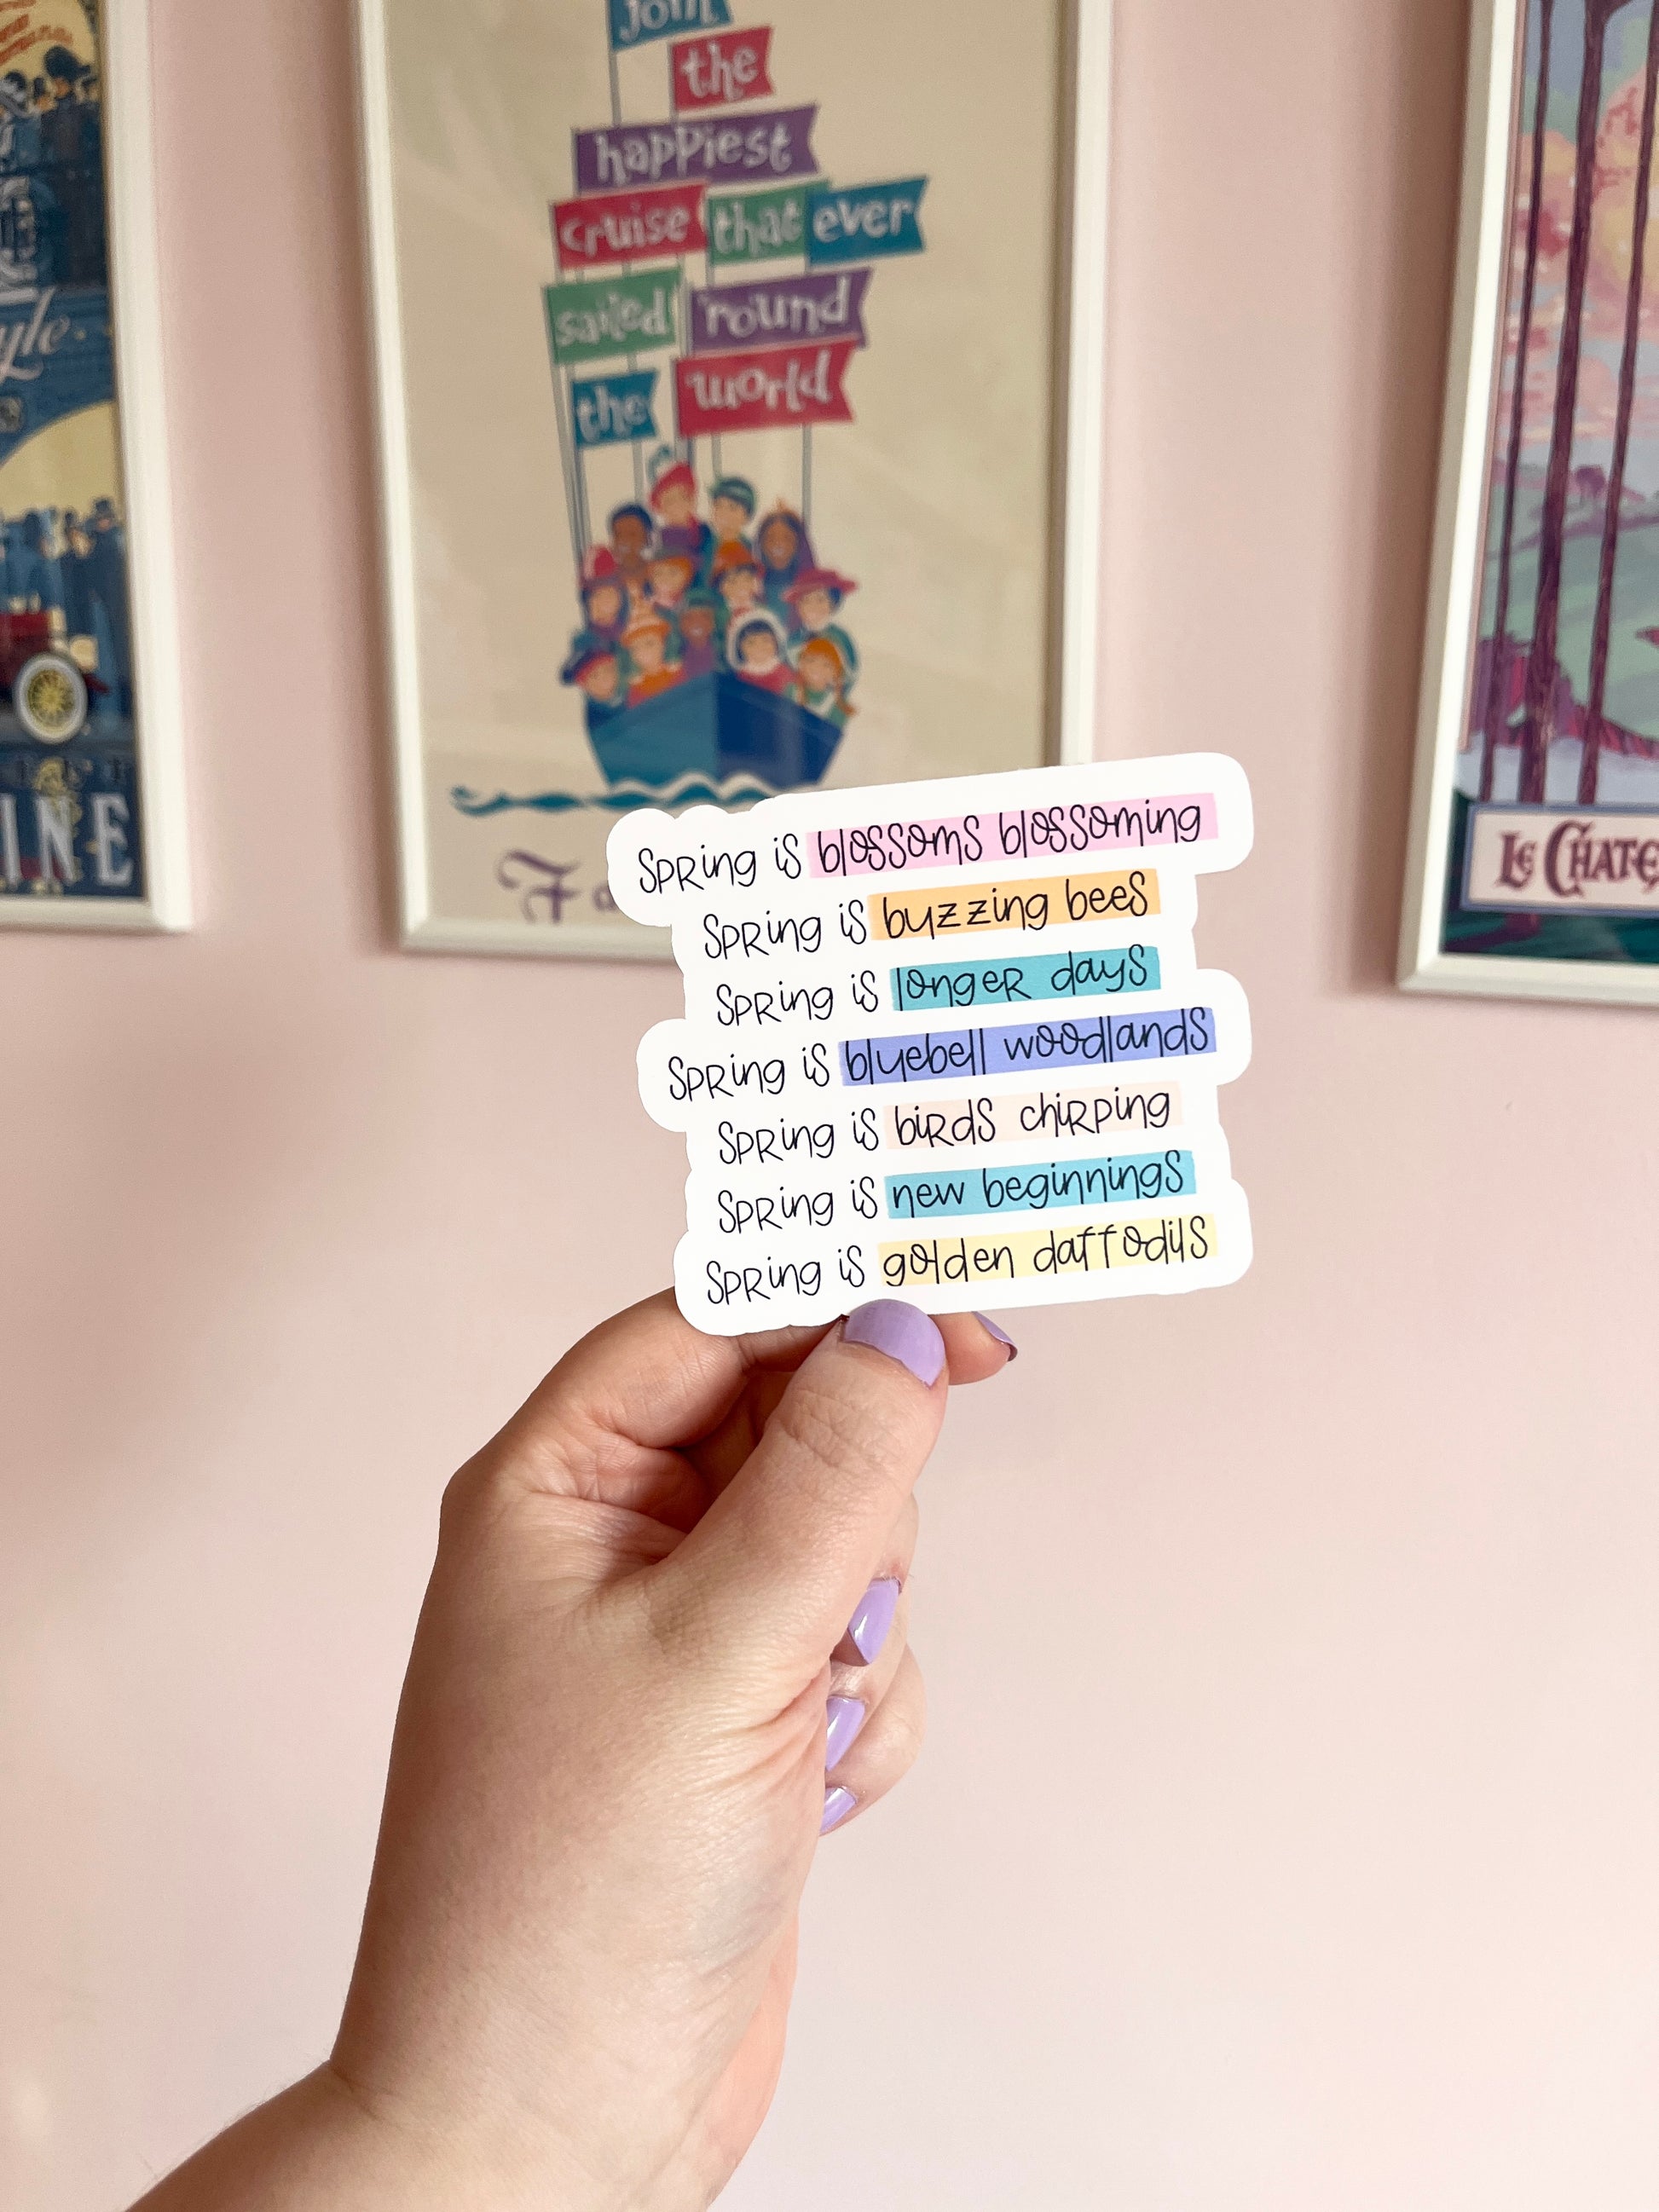 yle
INE
join
the
happiest
cruise that ever
sailed 'round
the world
Le Chate
Spring is blossoms blossoming
Spring is buzzing bees
Spring is longer days
Spring is bluebell woodlands
Spring is birds chirping
Spring is new beginnings
Spring is golden daffodils